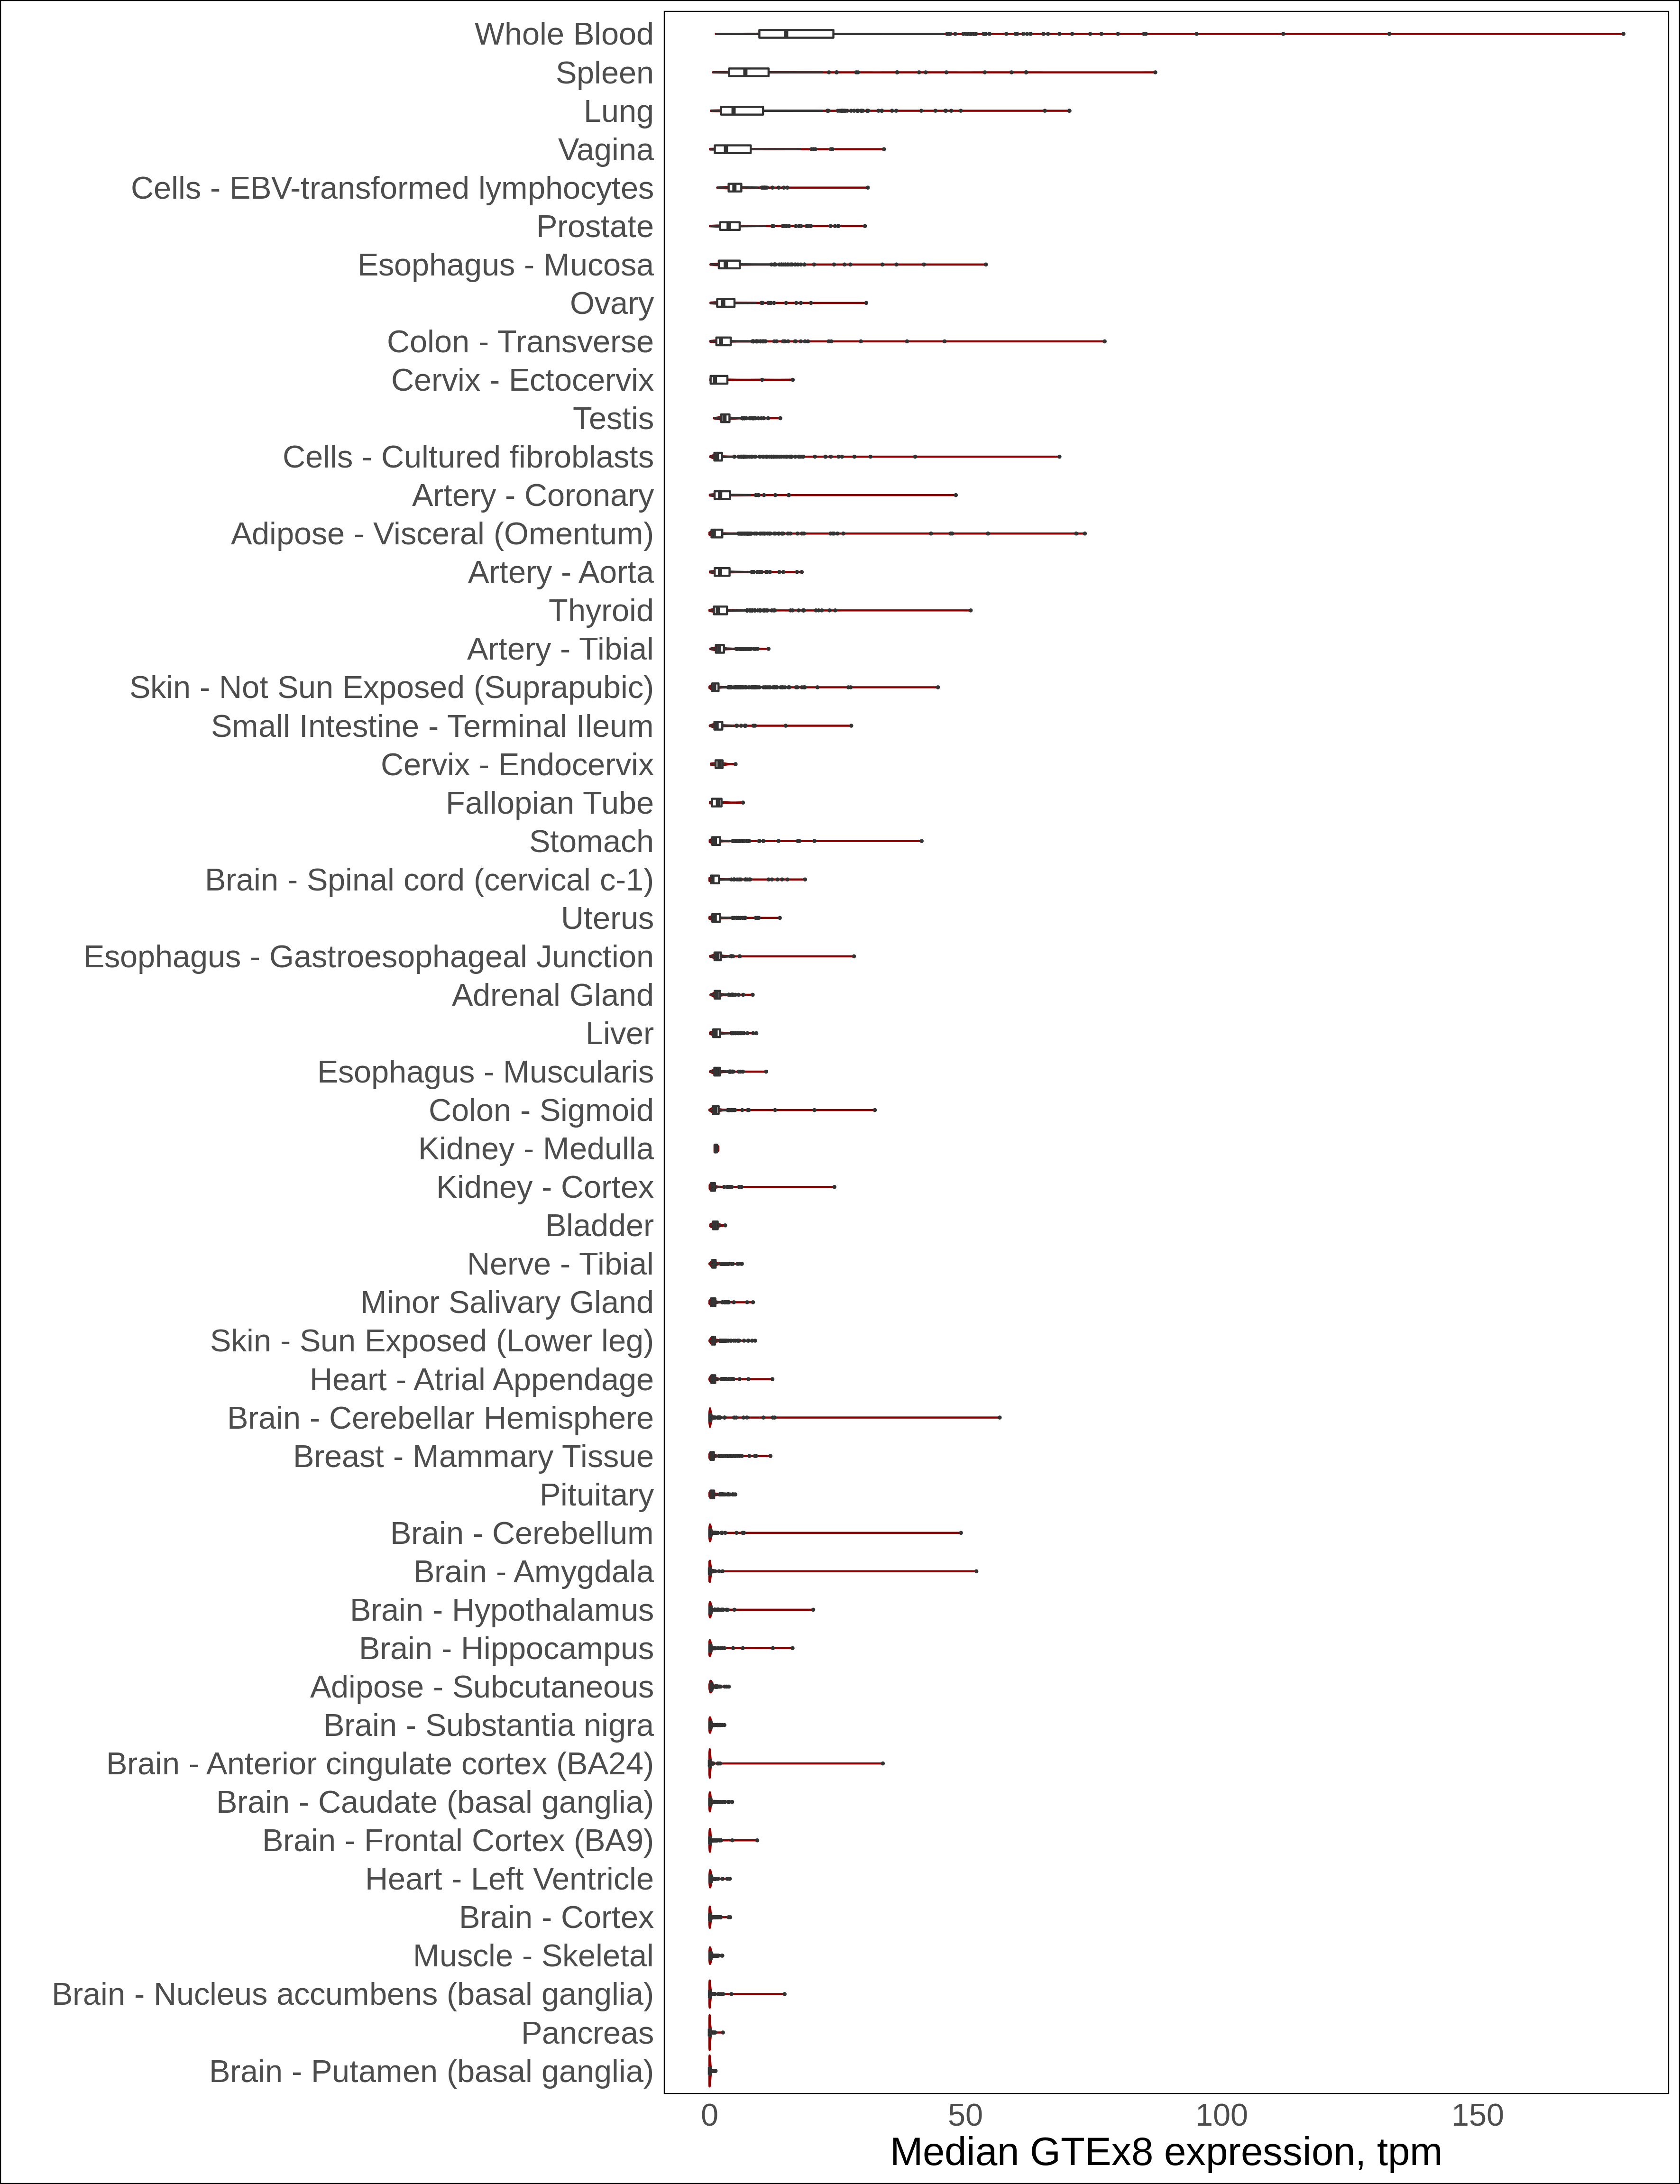 Whole Blood
Spleen
Lung
Vagina
Cells - EBV-transformed lymphocytes
Prostate
Esophagus - Mucosa
Ovary
Colon - Transverse
Cervix - Ectocervix
Testis
Cells - Cultured fibroblasts
Artery - Coronary
Adipose - Visceral (Omentum)
Artery - Aorta
Thyroid
Artery - Tibial
Skin - Not Sun Exposed (Suprapubic)
Small Intestine - Terminal Ileum
Cervix - Endocervix
Fallopian Tube
Stomach
Brain - Spinal cord (cervical c-1)
Uterus
Esophagus - Gastroesophageal Junction
Adrenal Gland
Liver
Esophagus - Muscularis
Colon - Sigmoid
Kidney - Medulla
Kidney - Cortex
Bladder
Nerve - Tibial
Minor Salivary Gland
Skin - Sun Exposed (Lower leg)
Heart - Atrial Appendage
Brain - Cerebellar Hemisphere
Breast - Mammary Tissue
Pituitary
Brain - Cerebellum
Brain - Amygdala
Brain - Hypothalamus
Brain - Hippocampus
Adipose - Subcutaneous
Brain - Substantia nigra
Brain - Anterior cingulate cortex (BA24)
Brain - Caudate (basal ganglia)
Brain - Frontal Cortex (BA9)
Heart - Left Ventricle
Brain - Cortex
Muscle - Skeletal
Brain - Nucleus accumbens (basal ganglia)
Pancreas
Brain - Putamen (basal ganglia)
0 50 100 150
Median GTEx8 expression, tpm